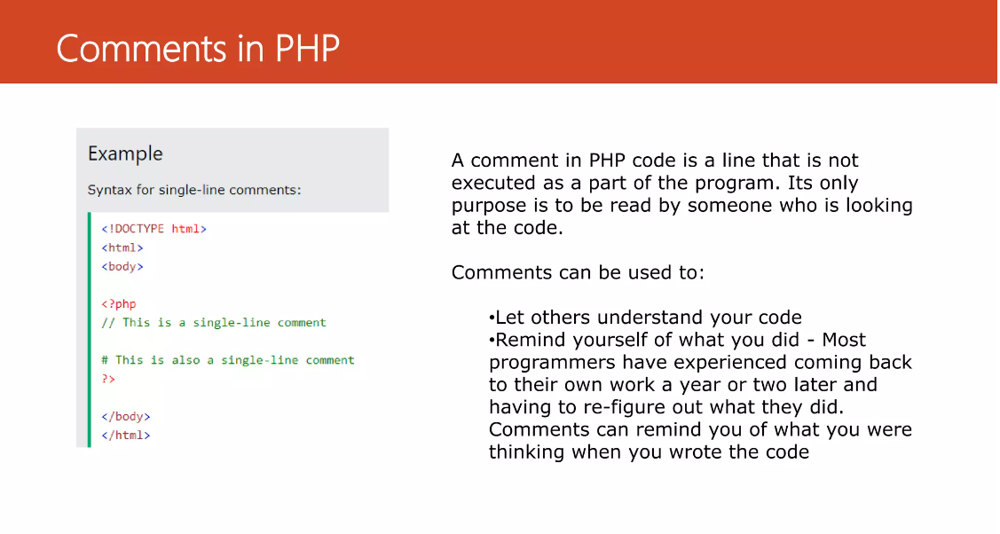 Comments in PHP
Example
Syntax for single-line comments:
<!DOCTYPE html>
<html>
<body>
<?php
// This is a single-line comment
# This is also a single-line comment
?>
</body>
</html>
A comment in PHP code is a line that is not
executed as a part of the program. Its only
purpose is to be read by someone who is looking
at the code.
Comments can be used to:
•Let others understand your code
•Remind yourself of what you did - Most
programmers have experienced coming back
to their own work a year or two later and
having to re-figure out what they did.
Comments can remind you of what you were
thinking when you wrote the code